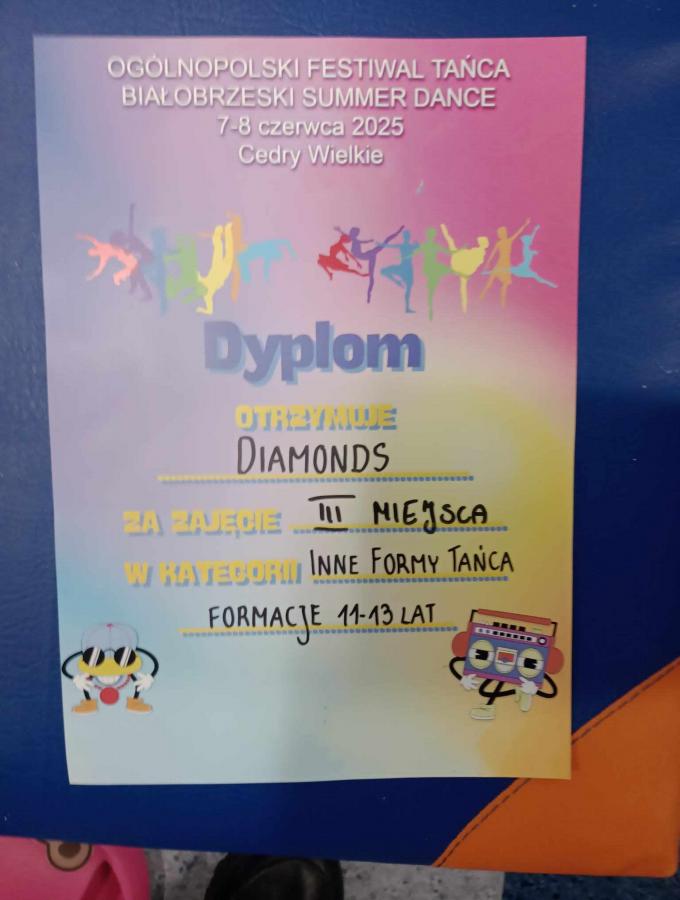 OGÓLNOPOLSKI FESTIWAL TAŃCA
BIAŁOBRZESKI SUMMER DANCE
7-8 czerwca 2025
Cedry Wielkie
Dyplom
OTRZYMUJE
DIAMONDS
ZA ZAJĘCIE III MIEJSCA
W KATEGORII INNE FORMY TAŃCA
FORMACJE 11-13 LAT